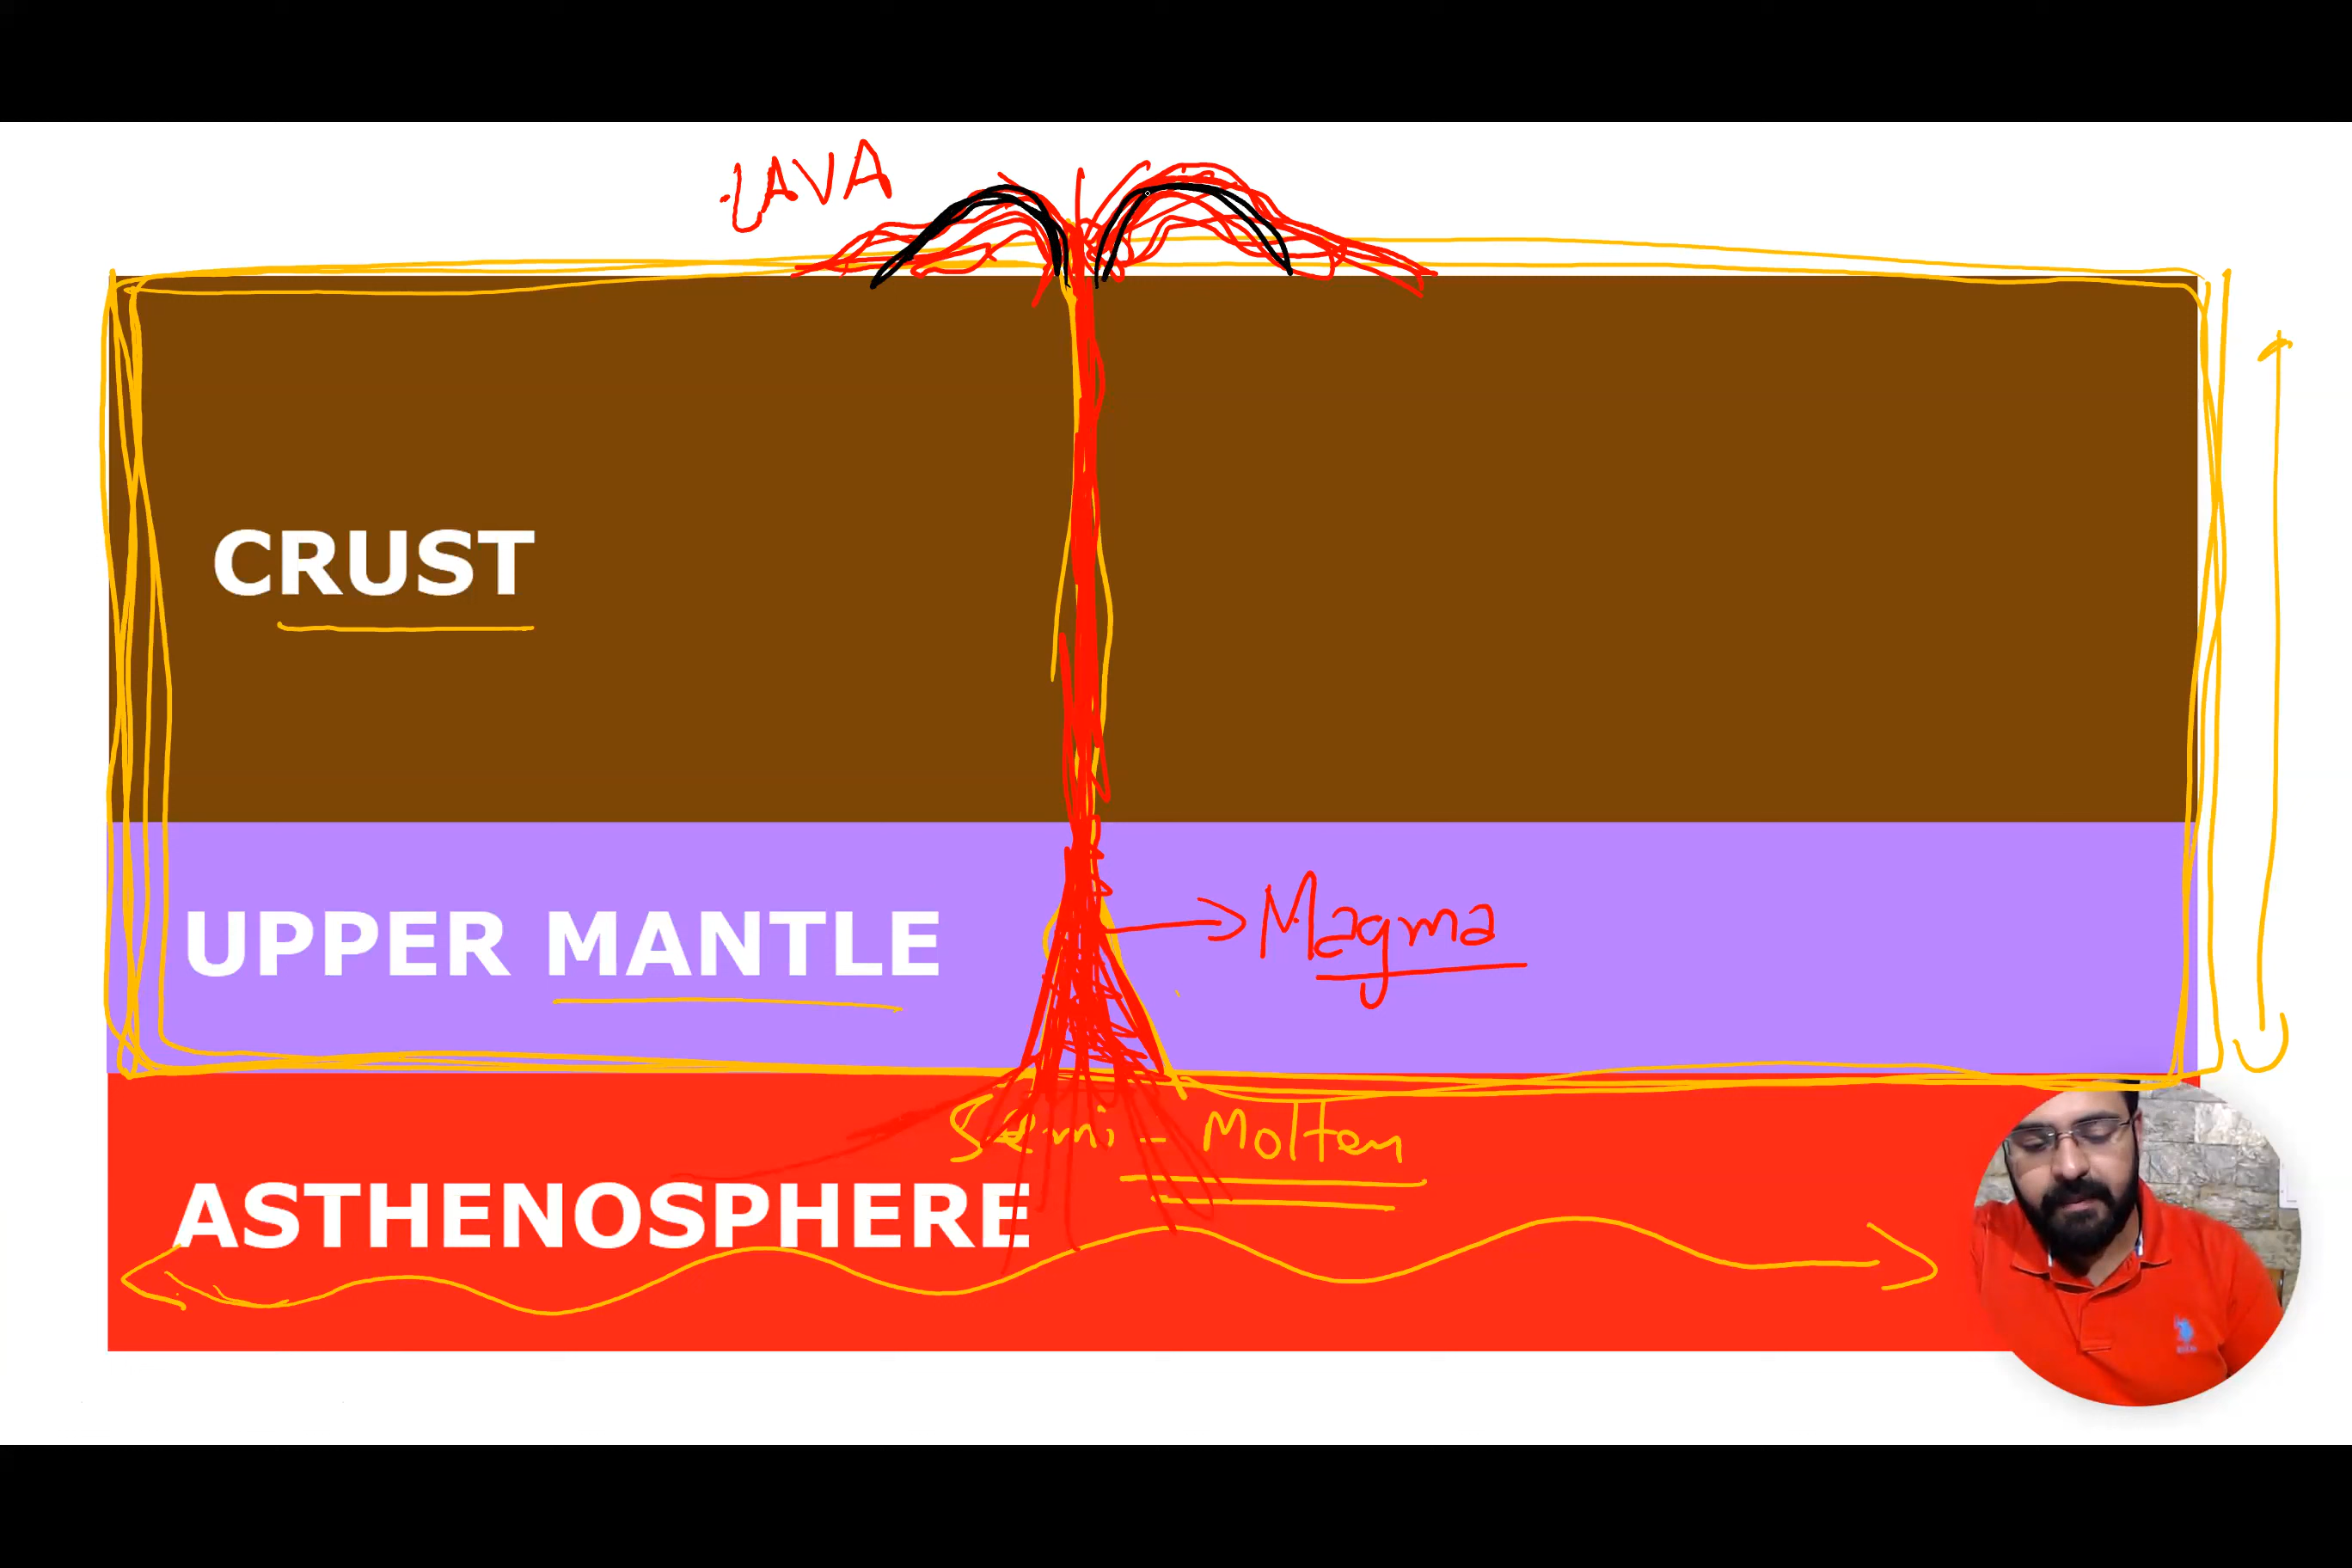 LAVA
CRUST
UPPER MANTLE
Magma
Semi - Molten
ASTHENOSPHERE